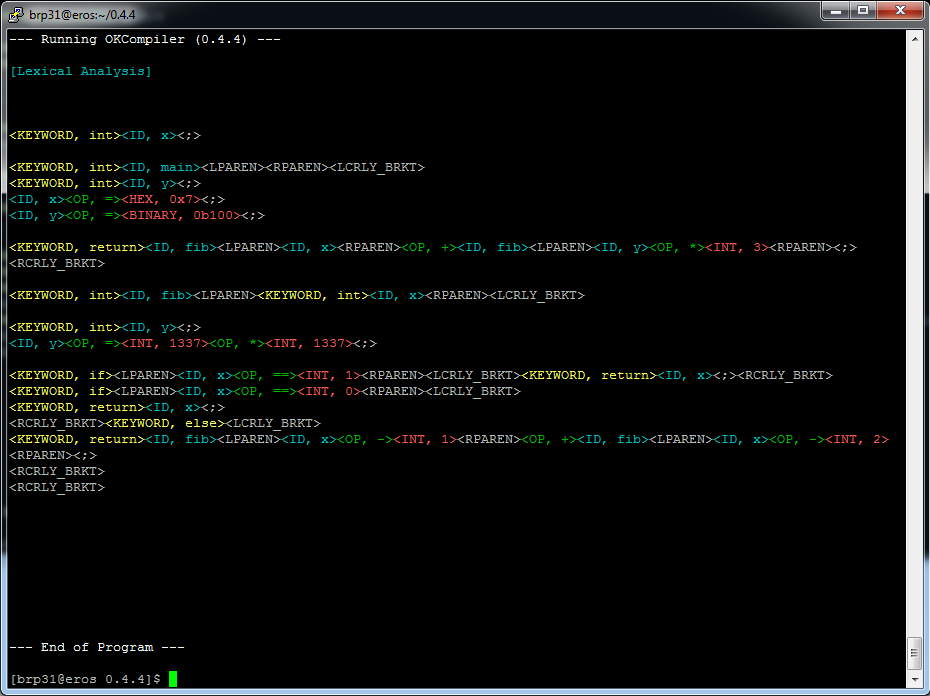 brp31@eros:~/0.4.4
--- Running OKCompiler (0.4.4) ---
[Lexical Analysis]
<KEYWORD, int><ID, x><;>
<KEYWORD, int><ID, main><LPAREN><RPAREN><LCRLY_BRKT>
<KEYWORD, int><ID, y><;>
<ID, x><OP, =><HEX, 0x7><;>
<ID, y><OP, =><BINARY, 0b100><;>
<KEYWORD, return><ID, fib><LPAREN><ID, x><RPAREN><OP, +><ID, fib><LPAREN><ID, y><OP, *><INT, 3><RPAREN><;>
<RCRLY_BRKT>
<KEYWORD, int><ID, fib><LPAREN><KEYWORD, int><ID, x><RPAREN><LCRLY_BRKT>
<KEYWORD, int><ID, y><;>
<ID, y><OP, =><INT, 1337><OP, *><INT, 1337><;>
<KEYWORD, if><LPAREN><ID, x><OP, ==><INT, 1><RPAREN><LCRLY_BRKT><KEYWORD, return><ID, x><;><RCRLY_BRKT>
<KEYWORD, if><LPAREN><ID, x><OP, ==><INT, 0><RPAREN><LCRLY_BRKT>
<KEYWORD, return><ID, x><;>
<RCRLY_BRKT><KEYWORD, else><LCRLY_BRKT>
<KEYWORD, return><ID, fib><LPAREN><ID, x><OP, -><INT, 1><RPAREN><OP, +><ID, fib><LPAREN><ID, x><OP, -><INT, 2>
<RPAREN><;>
<RCRLY_BRKT>
<RCRLY_BRKT>
--- End of Program ---
[brp31@eros 0.4.4]$